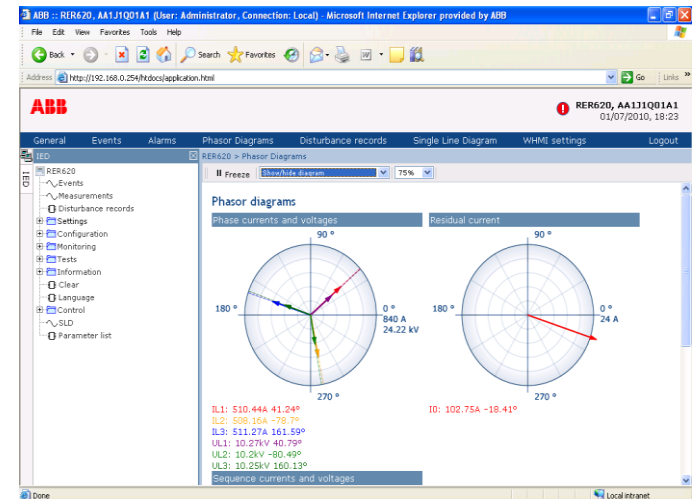 ABB :: RER620, AA1J1Q01A1 (User: Administrator, Connection: Local) - Microsoft Internet Explorer provided by ABB
File Edit View Favorites Tools Help
Back Search Favorites
Address http://192.168.0.254/htdocs/application.html Go Links »
ABB
RER620, AA1J1Q01A1
01/07/2010, 18:23
General Events Alarms Phasor Diagrams Disturbance records Single Line Diagram WHMI settings Logout
IED
IED
RER620 > Phasor Diagrams
RER620
Events
Measurements
Disturbance records
Settings
Configuration
Monitoring
Tests
Information
Clear
Language
Control
SLD
Parameter list
Freeze Show/hide diagram 75%
Phasor diagrams
Phase currents and voltages
90 °
180 °
0 °
840 A
24.22 kV
270 °
IL1: 510.44A 41.24°
IL2: 508.16A -78.7°
IL3: 511.27A 161.59°
UL1: 10.27kV 40.79°
UL2: 10.2kV -80.49°
UL3: 10.25kV 160.13°
Residual current
90 °
180 °
0 °
24 A
270 °
I0: 102.75A -18.41°
Sequence currents and voltages
Done Local intranet